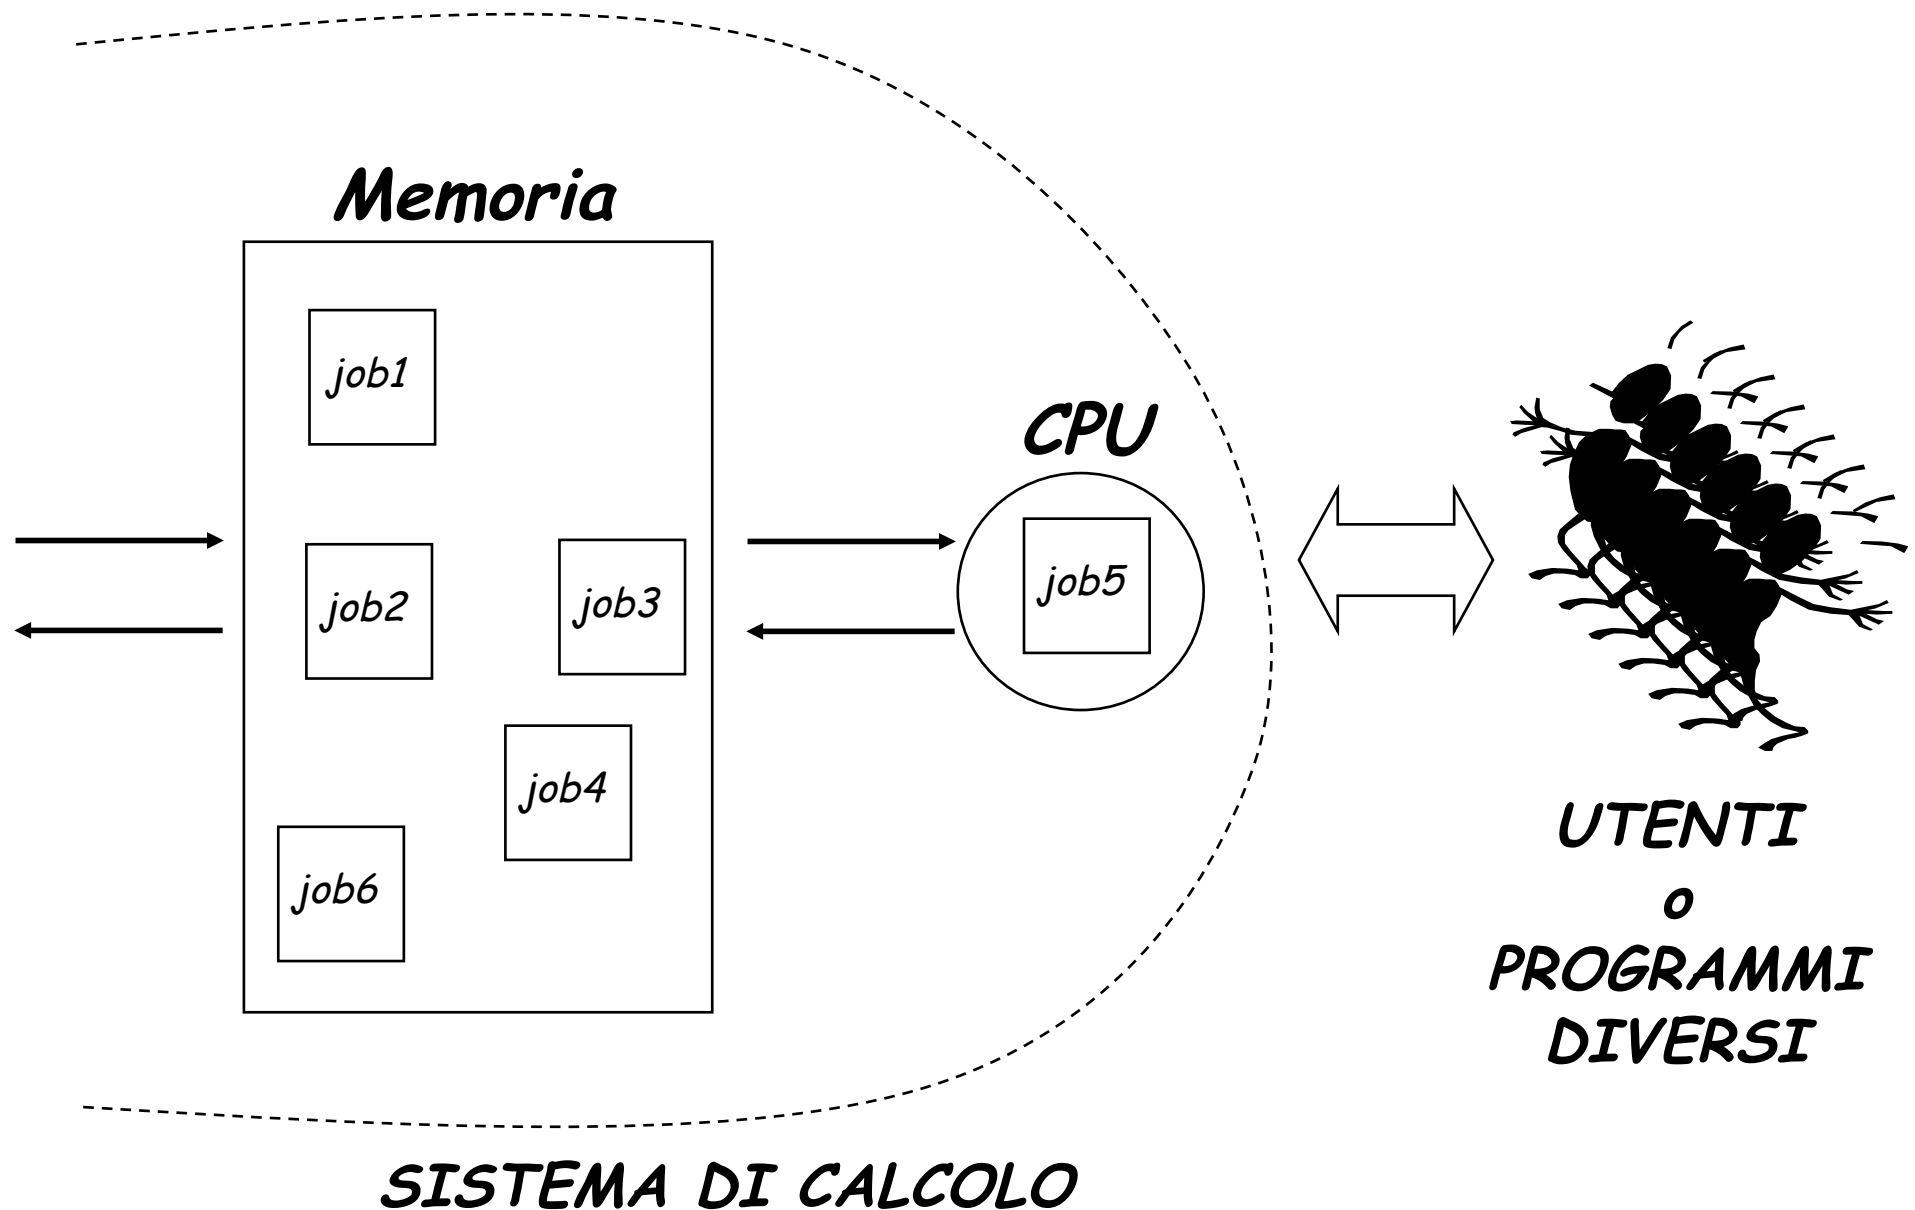 Memoria
job1
CPU
job2
job3
job5
job4
job6
UTENTI
o
PROGRAMMI
DIVERSI
SISTEMA DI CALCOLO